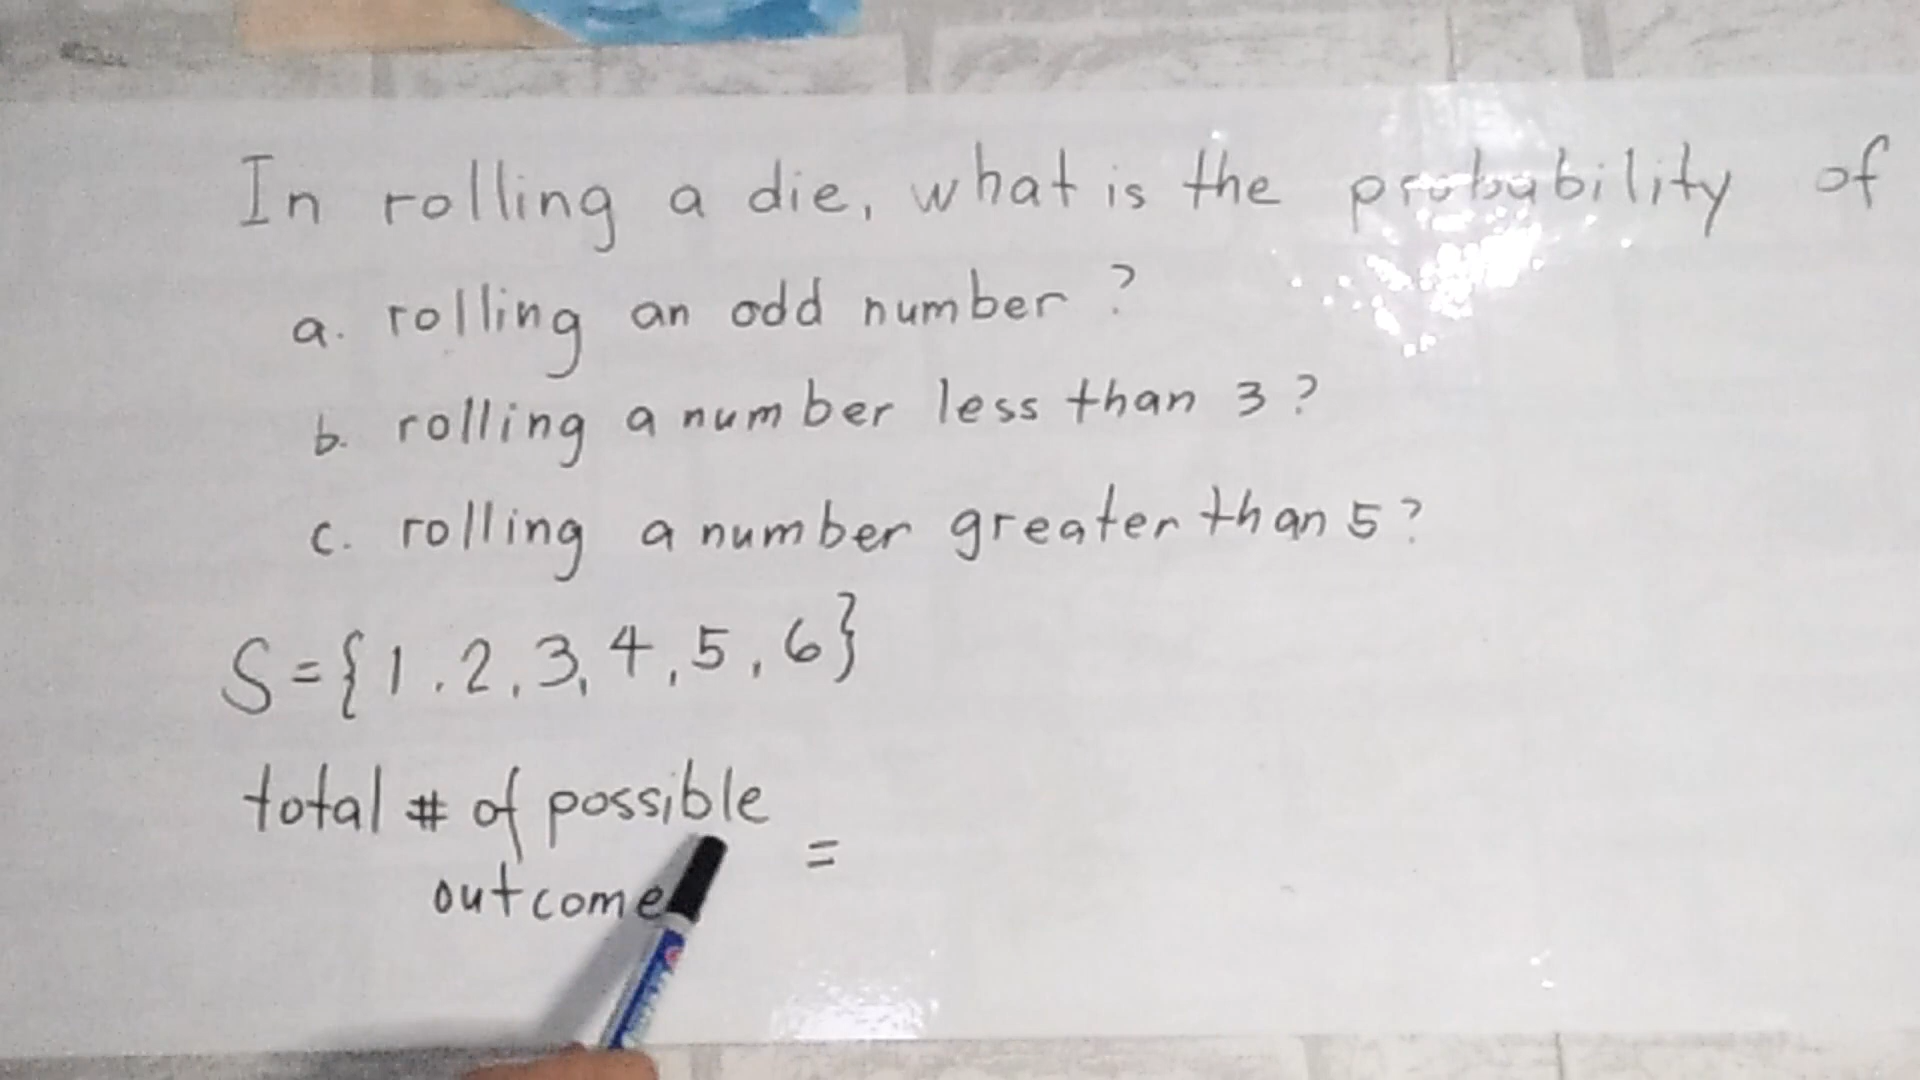 In rolling a die, what is the probability of
a. rolling an odd number?
b. rolling a number less than 3?
c. rolling a number greater than 5?
S={1.2,3,4,5,6}
total # of possible
outcome =